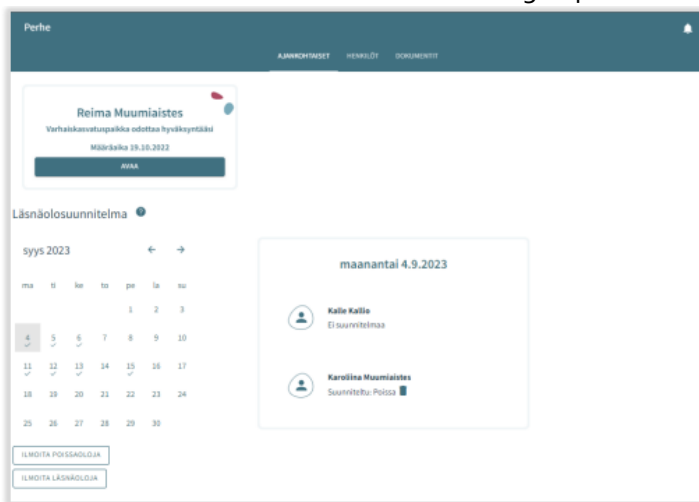 Perhe
AJANKOHTAISET HENKILÖT DOKUMENTIT
Reima Muumiaistes
Varhaiskasvatuspaikka odottaa hyväksyntääsi
Määräaika 19.10.2022
AVAA
Läsnäolosuunnitelma ?
syys 2023 ← →
ma ti ke to pe la su
1 2 3
4 5 6 7 8 9 10
11 12 13 14 15 16 17
18 19 20 21 22 23 24
25 26 27 28 29 30
ILMOITA POISSAOLOJA
ILMOITA LÄSNÄOLOJA
maanantai 4.9.2023
Kalle Kallio
Ei suunnitelmaa
Karoliina Muumiaistes
Suunniteltu: Poissa